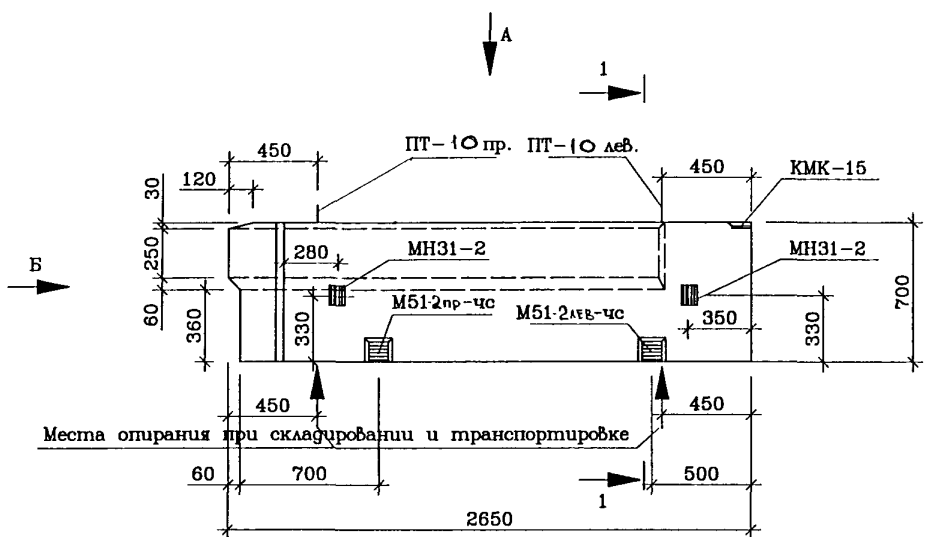 А
1
ПТ-10 пр.
ПТ-10 лев.
450
450
КМК-15
120
30
280
МН31-2
МН31-2
250
Б
М51-2пр-чс
М51-2лев-чс
700
60
360
330
350
330
450
450
Места опирания при складировании и транспортировке
60
700
500
1
2650